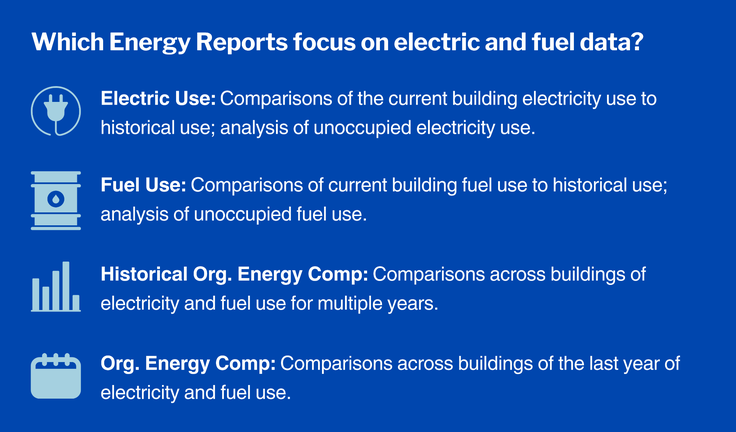 Which Energy Reports focus on electric and fuel data?
Electric Use: Comparisons of the current building electricity use to
historical use; analysis of unoccupied electricity use.
Fuel Use: Comparisons of current building fuel use to historical use;
analysis of unoccupied fuel use.
Historical Org. Energy Comp: Comparisons across buildings of
electricity and fuel use for multiple years.
Org. Energy Comp: Comparisons across buildings of the last year of
electricity and fuel use.